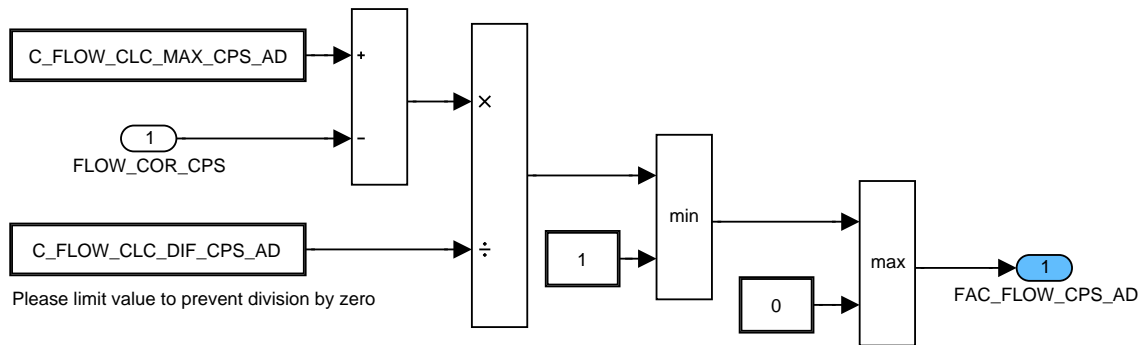 C_FLOW_CLC_MAX_CPS_AD
+
−
1
FLOW_COR_CPS
×
÷
C_FLOW_CLC_DIF_CPS_AD
Please limit value to prevent division by zero
min
1
max
0
1
FAC_FLOW_CPS_AD